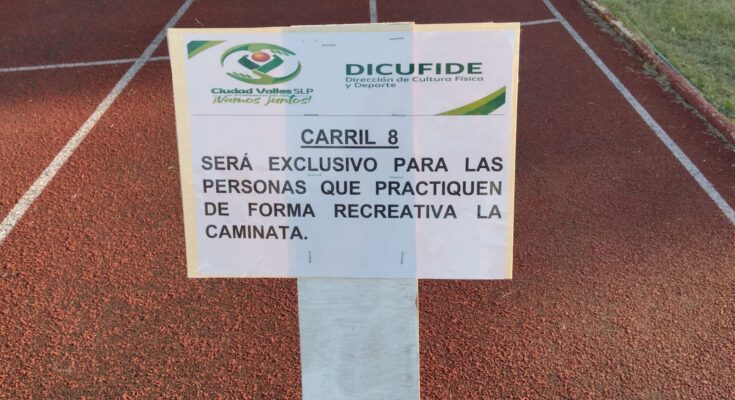 Ciudad Valles SLP
¡Vamos juntos!
DICUFIDE
Dirección de Cultura Física
y Deporte
CARRIL 8
SERÁ EXCLUSIVO PARA LAS
PERSONAS QUE PRACTIQUEN
DE FORMA RECREATIVA LA
CAMINATA.